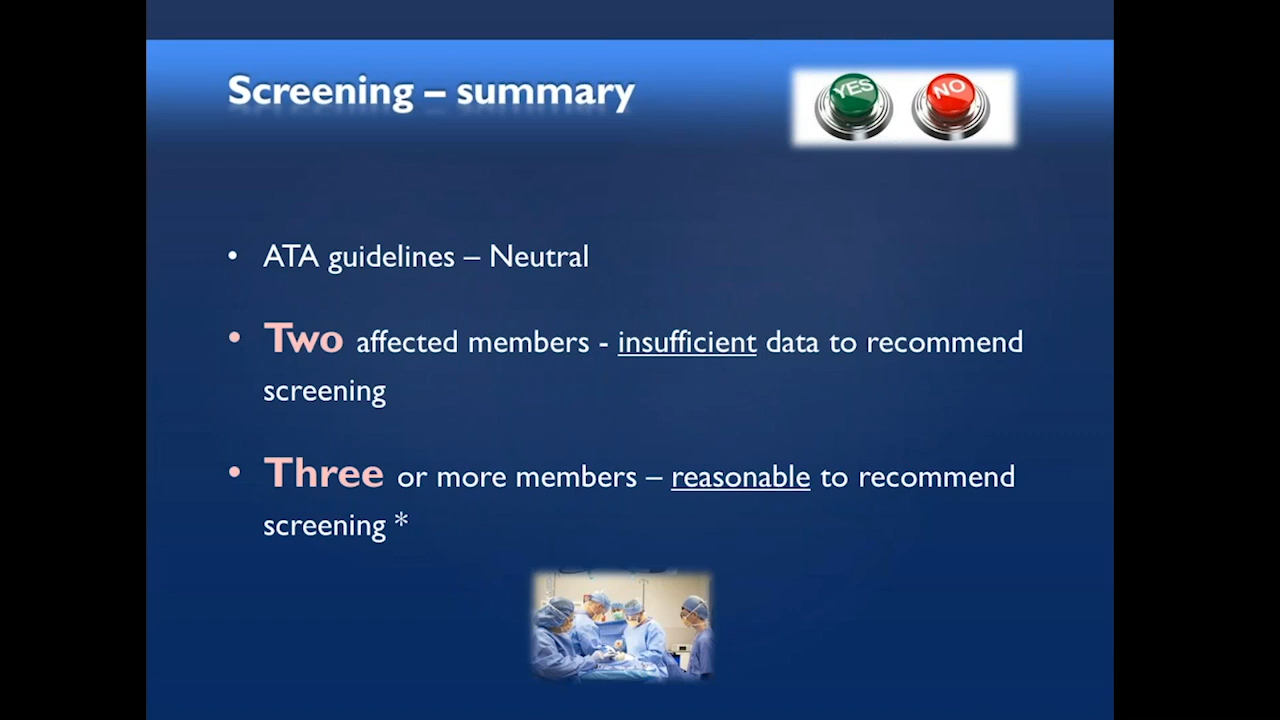 Screening – summary
YES NO
• ATA guidelines – Neutral
• Two affected members - insufficient data to recommend
screening
• Three or more members – reasonable to recommend
screening *